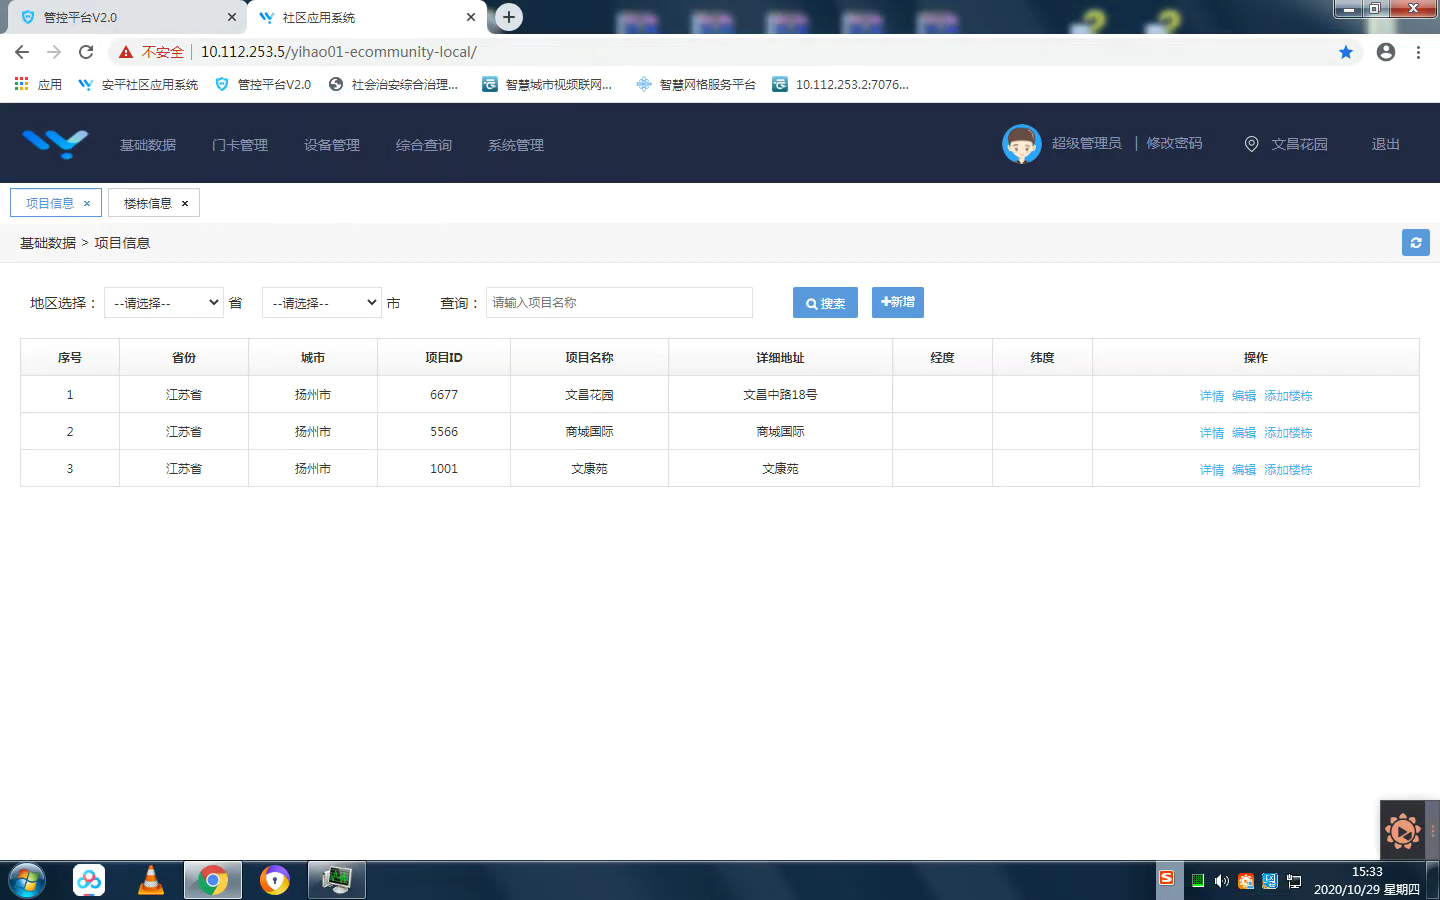 管控平台V2.0
社区应用系统
不安全
10.112.253.5/yihao01-ecommunity-local/
应用
安平社区应用系统
管控平台V2.0
社会治安综合治理...
智慧城市视频联网...
智慧网格服务平台
10.112.253.2:7076...
基础数据
门卡管理
设备管理
综合查询
系统管理
超级管理员 | 修改密码
文昌花园
退出
项目信息 ×
楼栋信息 ×
基础数据 > 项目信息
地区选择： --请选择-- 省 --请选择-- 市 查询： 请输入项目名称 搜索 新增
序号 省份 城市 项目ID 项目名称 详细地址 经度 纬度 操作
1 江苏省 扬州市 6677 文昌花园 文昌中路18号 详情 编辑 添加楼栋
2 江苏省 扬州市 5566 商城国际 商城国际 详情 编辑 添加楼栋
3 江苏省 扬州市 1001 文康苑 文康苑 详情 编辑 添加楼栋
15:33
2020/10/29 星期四